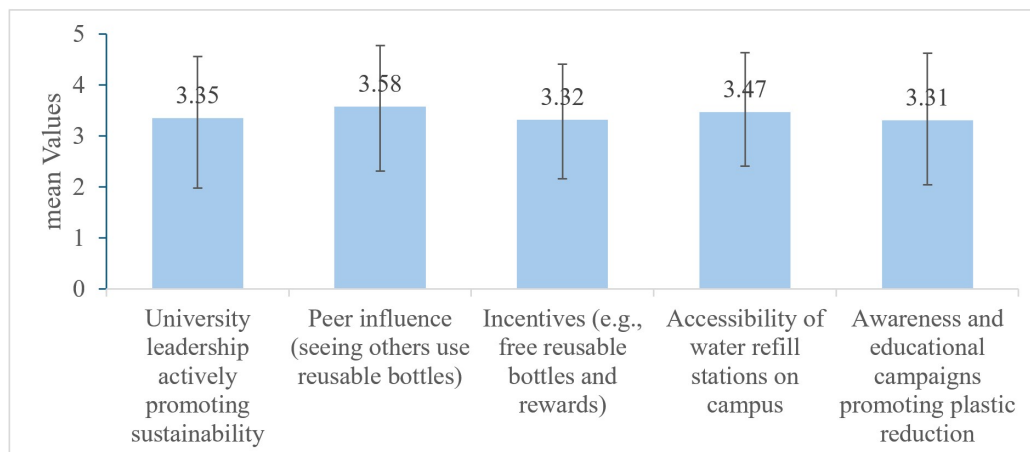 5
4
3
2
1
0
mean Values
3.35
3.58
3.32
3.47
3.31
University
leadership
actively
promoting
sustainability
Peer influence
(seeing others use
reusable bottles)
Incentives (e.g.,
free reusable
bottles and
rewards)
Accessibility of
water refill
stations on
campus
Awareness and
educational
campaigns
promoting plastic
reduction